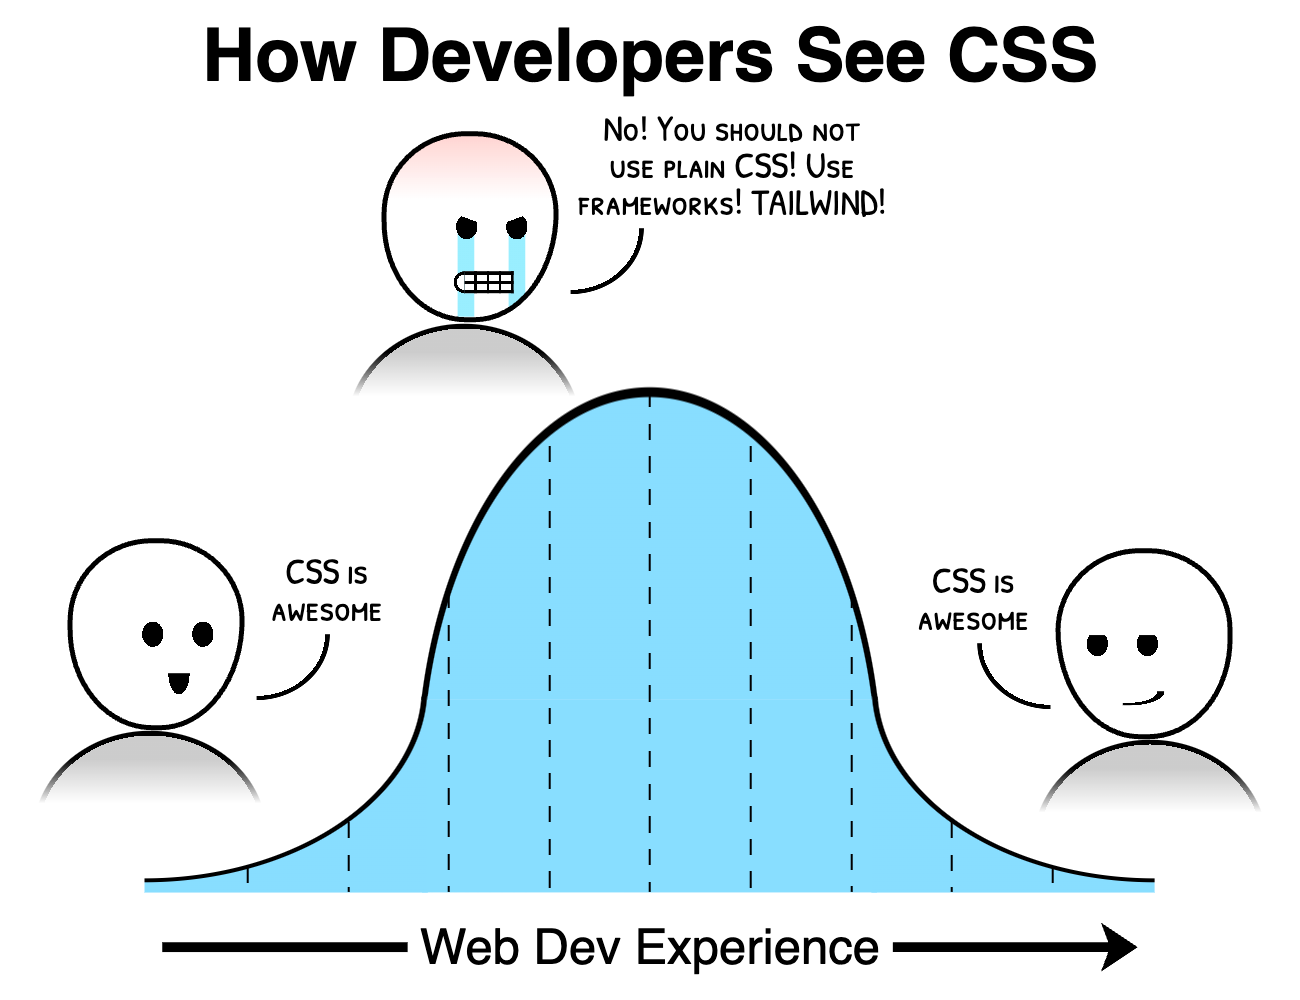 How Developers See CSS
No! You should not
use plain CSS! Use
frameworks! TAILWIND!
CSS is
awesome
CSS is
awesome
Web Dev Experience